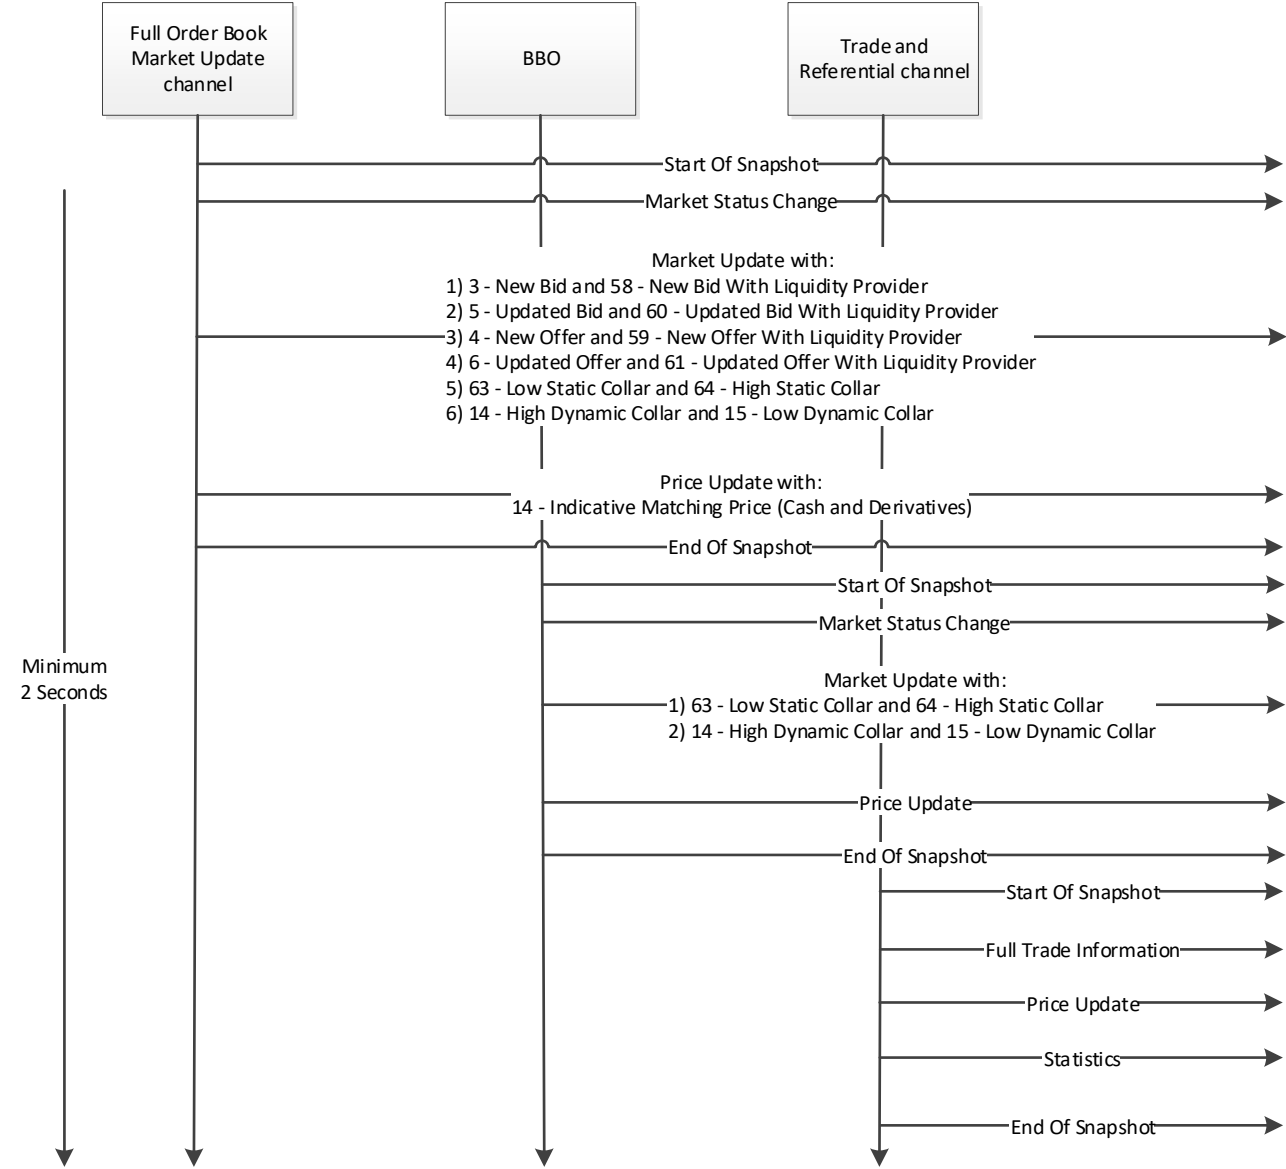 Full Order Book
Market Update
channel
BBO
Trade and
Referential channel
Start Of Snapshot
Market Status Change
Market Update with:
1) 3 - New Bid and 58 - New Bid With Liquidity Provider
2) 5 - Updated Bid and 60 - Updated Bid With Liquidity Provider
3) 4 - New Offer and 59 - New Offer With Liquidity Provider
4) 6 - Updated Offer and 61 - Updated Offer With Liquidity Provider
5) 63 - Low Static Collar and 64 - High Static Collar
6) 14 - High Dynamic Collar and 15 - Low Dynamic Collar
Price Update with:
14 - Indicative Matching Price (Cash and Derivatives)
End Of Snapshot
Start Of Snapshot
Market Status Change
Minimum
2 Seconds
Market Update with:
1) 63 - Low Static Collar and 64 - High Static Collar
2) 14 - High Dynamic Collar and 15 - Low Dynamic Collar
Price Update
End Of Snapshot
Start Of Snapshot
Full Trade Information
Price Update
Statistics
End Of Snapshot